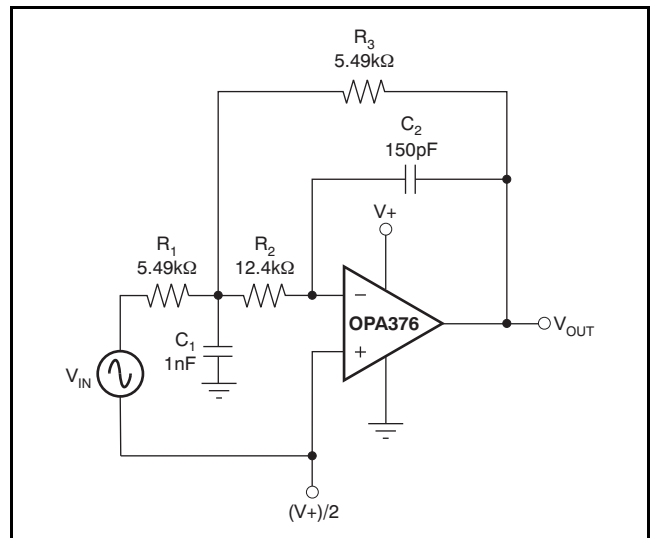 R3
5.49kΩ
C2
150pF
V+
R1
5.49kΩ
R2
12.4kΩ
−
OPA376
+
VOUT
C1
1nF
VIN
(V+)/2